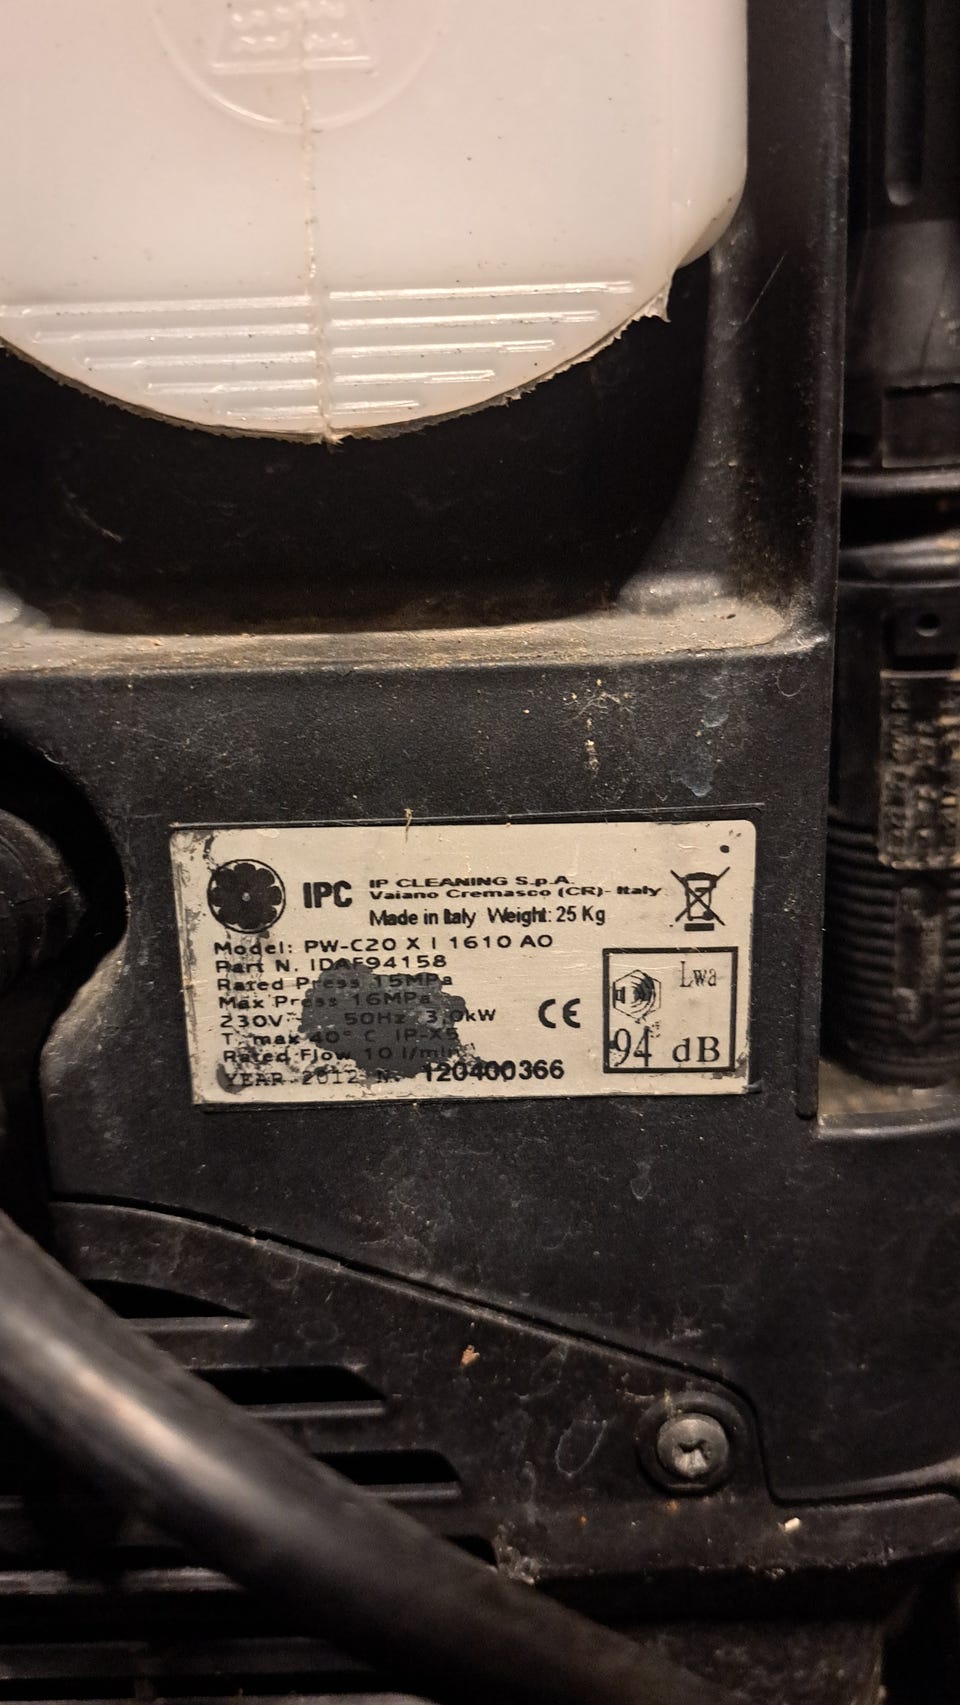 IPC
IP CLEANING S.p.A.
Vaiano Cremasco (CR)- Italy
Made in Italy Weight: 25 Kg
Model: PW-C20 X I 1610 AO
Part N. IDAF94158
Rated Press 15MPa
Max Press 16MPa
230V 50Hz 3,0kW
T max 40° C IP-X5
Rated Flow 10 l/min
YEAR 2012 N. 120400366
CE
Lwa
94 dB